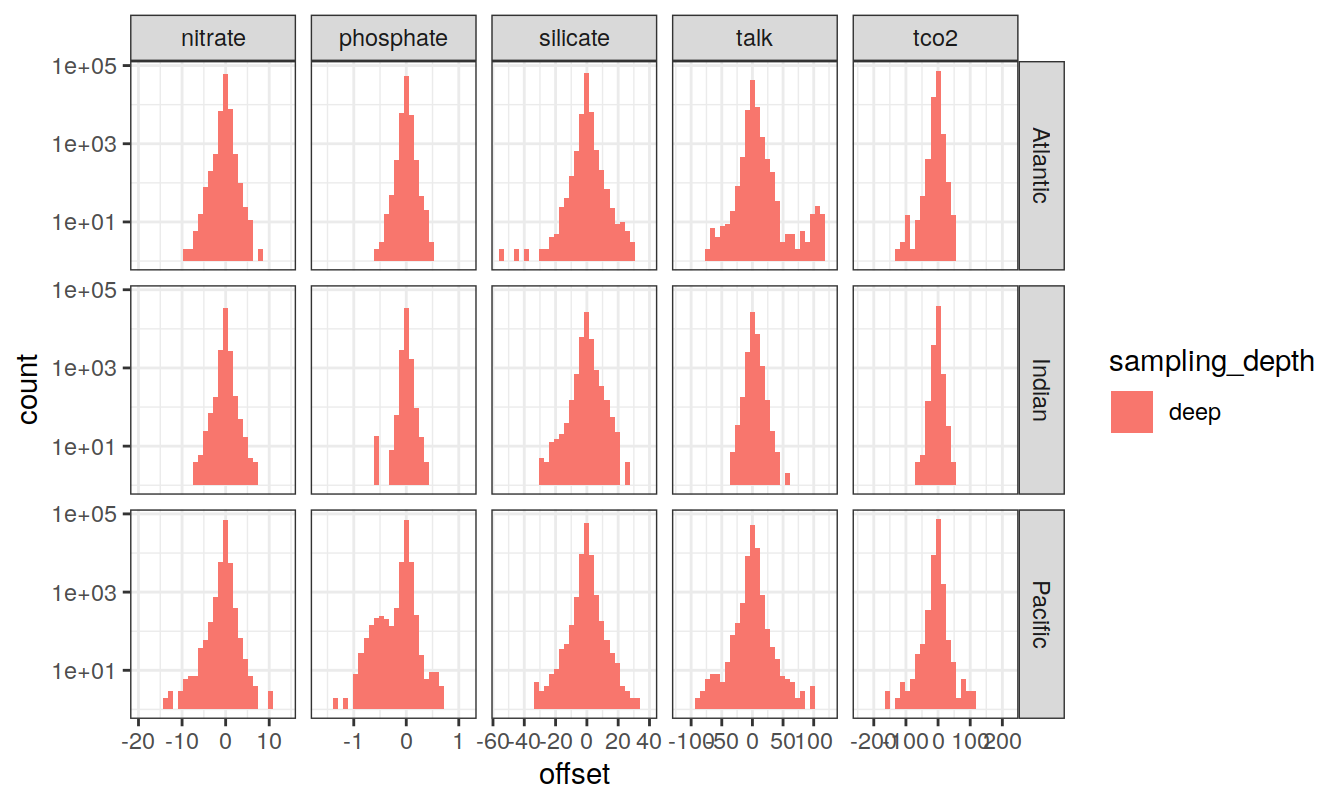 nitrate phosphate silicate talk tco2
1e+05
1e+03
1e+01
Atlantic
1e+05
1e+03
1e+01
Indian
1e+05
1e+03
1e+01
Pacific
count
-20 -10 0 10 -1 0 1 -60 -40 -20 0 20 40 -100 -50 0 50 100 -200 -100 0 100 200
offset
sampling_depth
deep